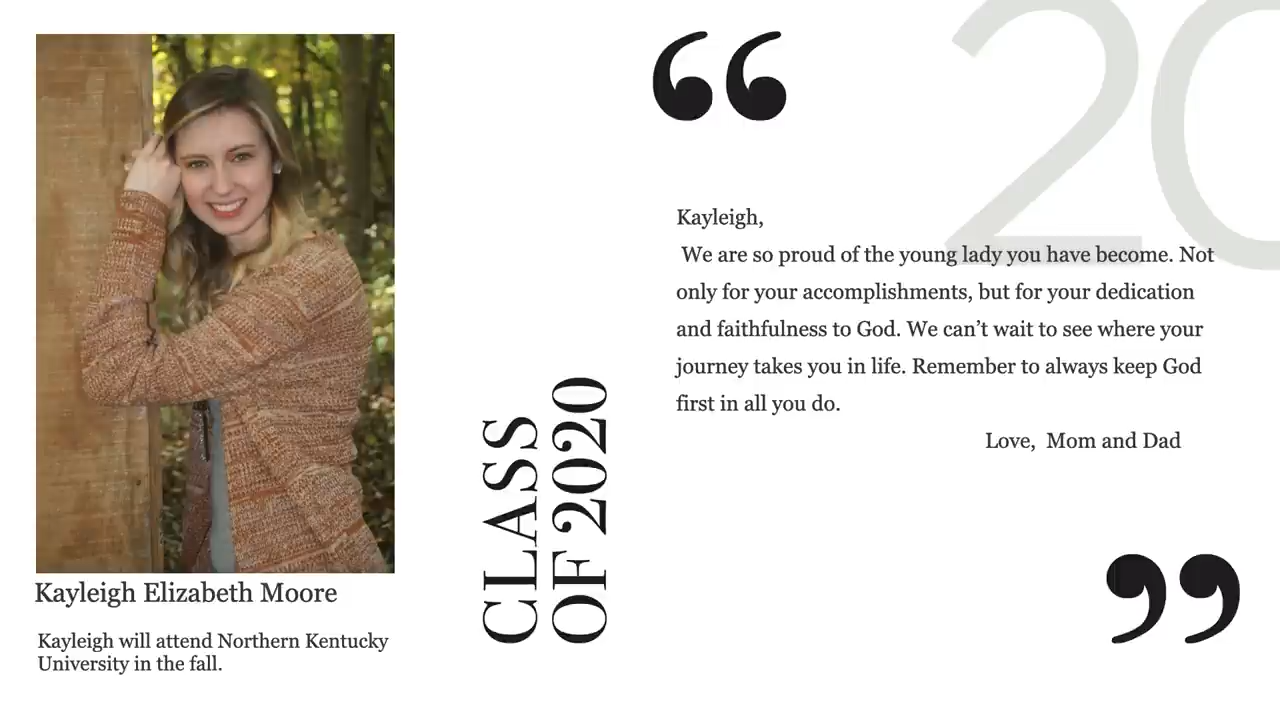 Kayleigh Elizabeth Moore
Kayleigh will attend Northern Kentucky
University in the fall.
CLASS
OF 2020
20
“
Kayleigh,
We are so proud of the young lady you have become. Not
only for your accomplishments, but for your dedication
and faithfulness to God. We can’t wait to see where your
journey takes you in life. Remember to always keep God
first in all you do.
Love,  Mom and Dad
”